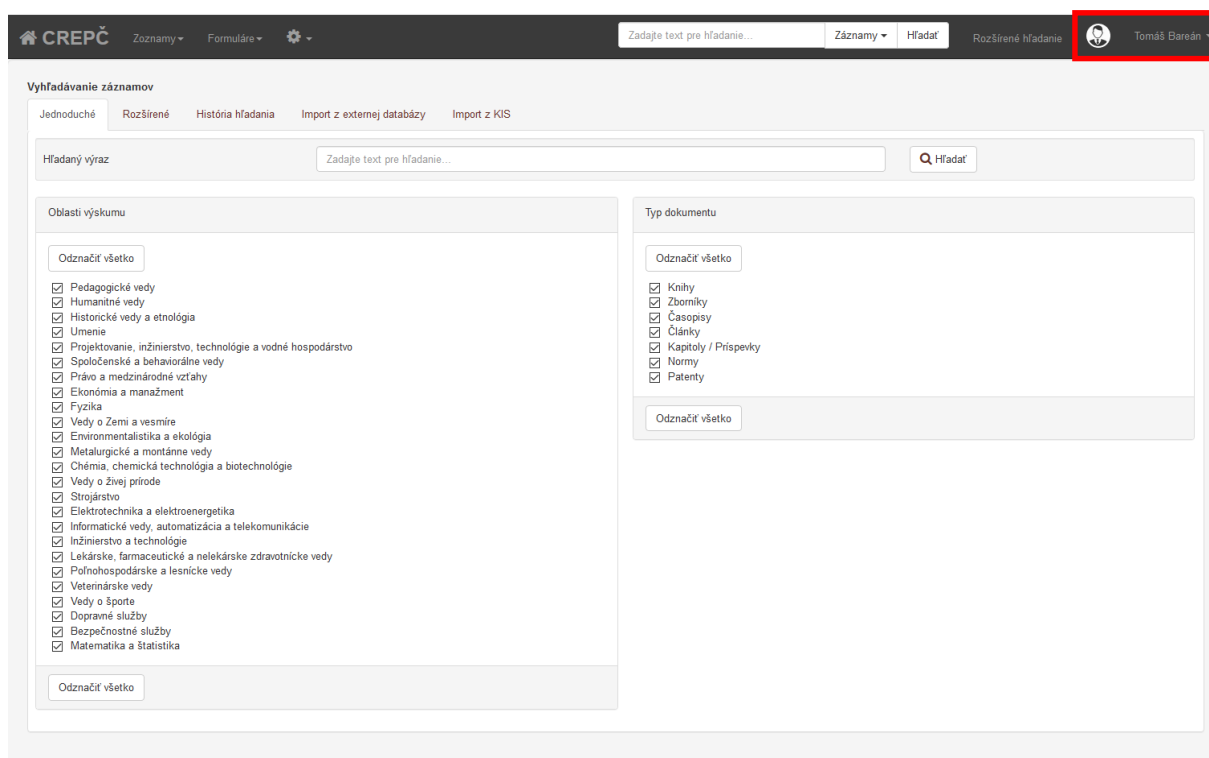 CREPČ Zoznamy Formuláre Zadajte text pre hľadanie... Záznamy Hľadať Rozšírené hľadanie Tomáš Bareán
Vyhľadávanie záznamov
Jednoduché Rozšírené História hľadania Import z externej databázy Import z KIS
Hľadaný výraz Zadajte text pre hľadanie... Hľadať
Oblasti výskumu
Odznačiť všetko
Pedagogické vedy
Humanitné vedy
Historické vedy a etnológia
Umenie
Projektovanie, inžinierstvo, technológie a vodné hospodárstvo
Spoločenské a behaviorálne vedy
Právo a medzinárodné vzťahy
Ekonómia a manažment
Fyzika
Vedy o Zemi a vesmíre
Environmentalistika a ekológia
Metalurgické a montánne vedy
Chémia, chemická technológia a biotechnológie
Vedy o živej prírode
Strojárstvo
Elektrotechnika a elektroenergetika
Informatické vedy, automatizácia a telekomunikácie
Inžinierstvo a technológie
Lekárske, farmaceutické a nelekárske zdravotnícke vedy
Poľnohospodárske a lesnícke vedy
Veterinárske vedy
Vedy o športe
Dopravné služby
Bezpečnostné služby
Matematika a štatistika
Odznačiť všetko
Typ dokumentu
Odznačiť všetko
Knihy
Zborníky
Časopisy
Články
Kapitoly / Príspevky
Normy
Patenty
Odznačiť všetko